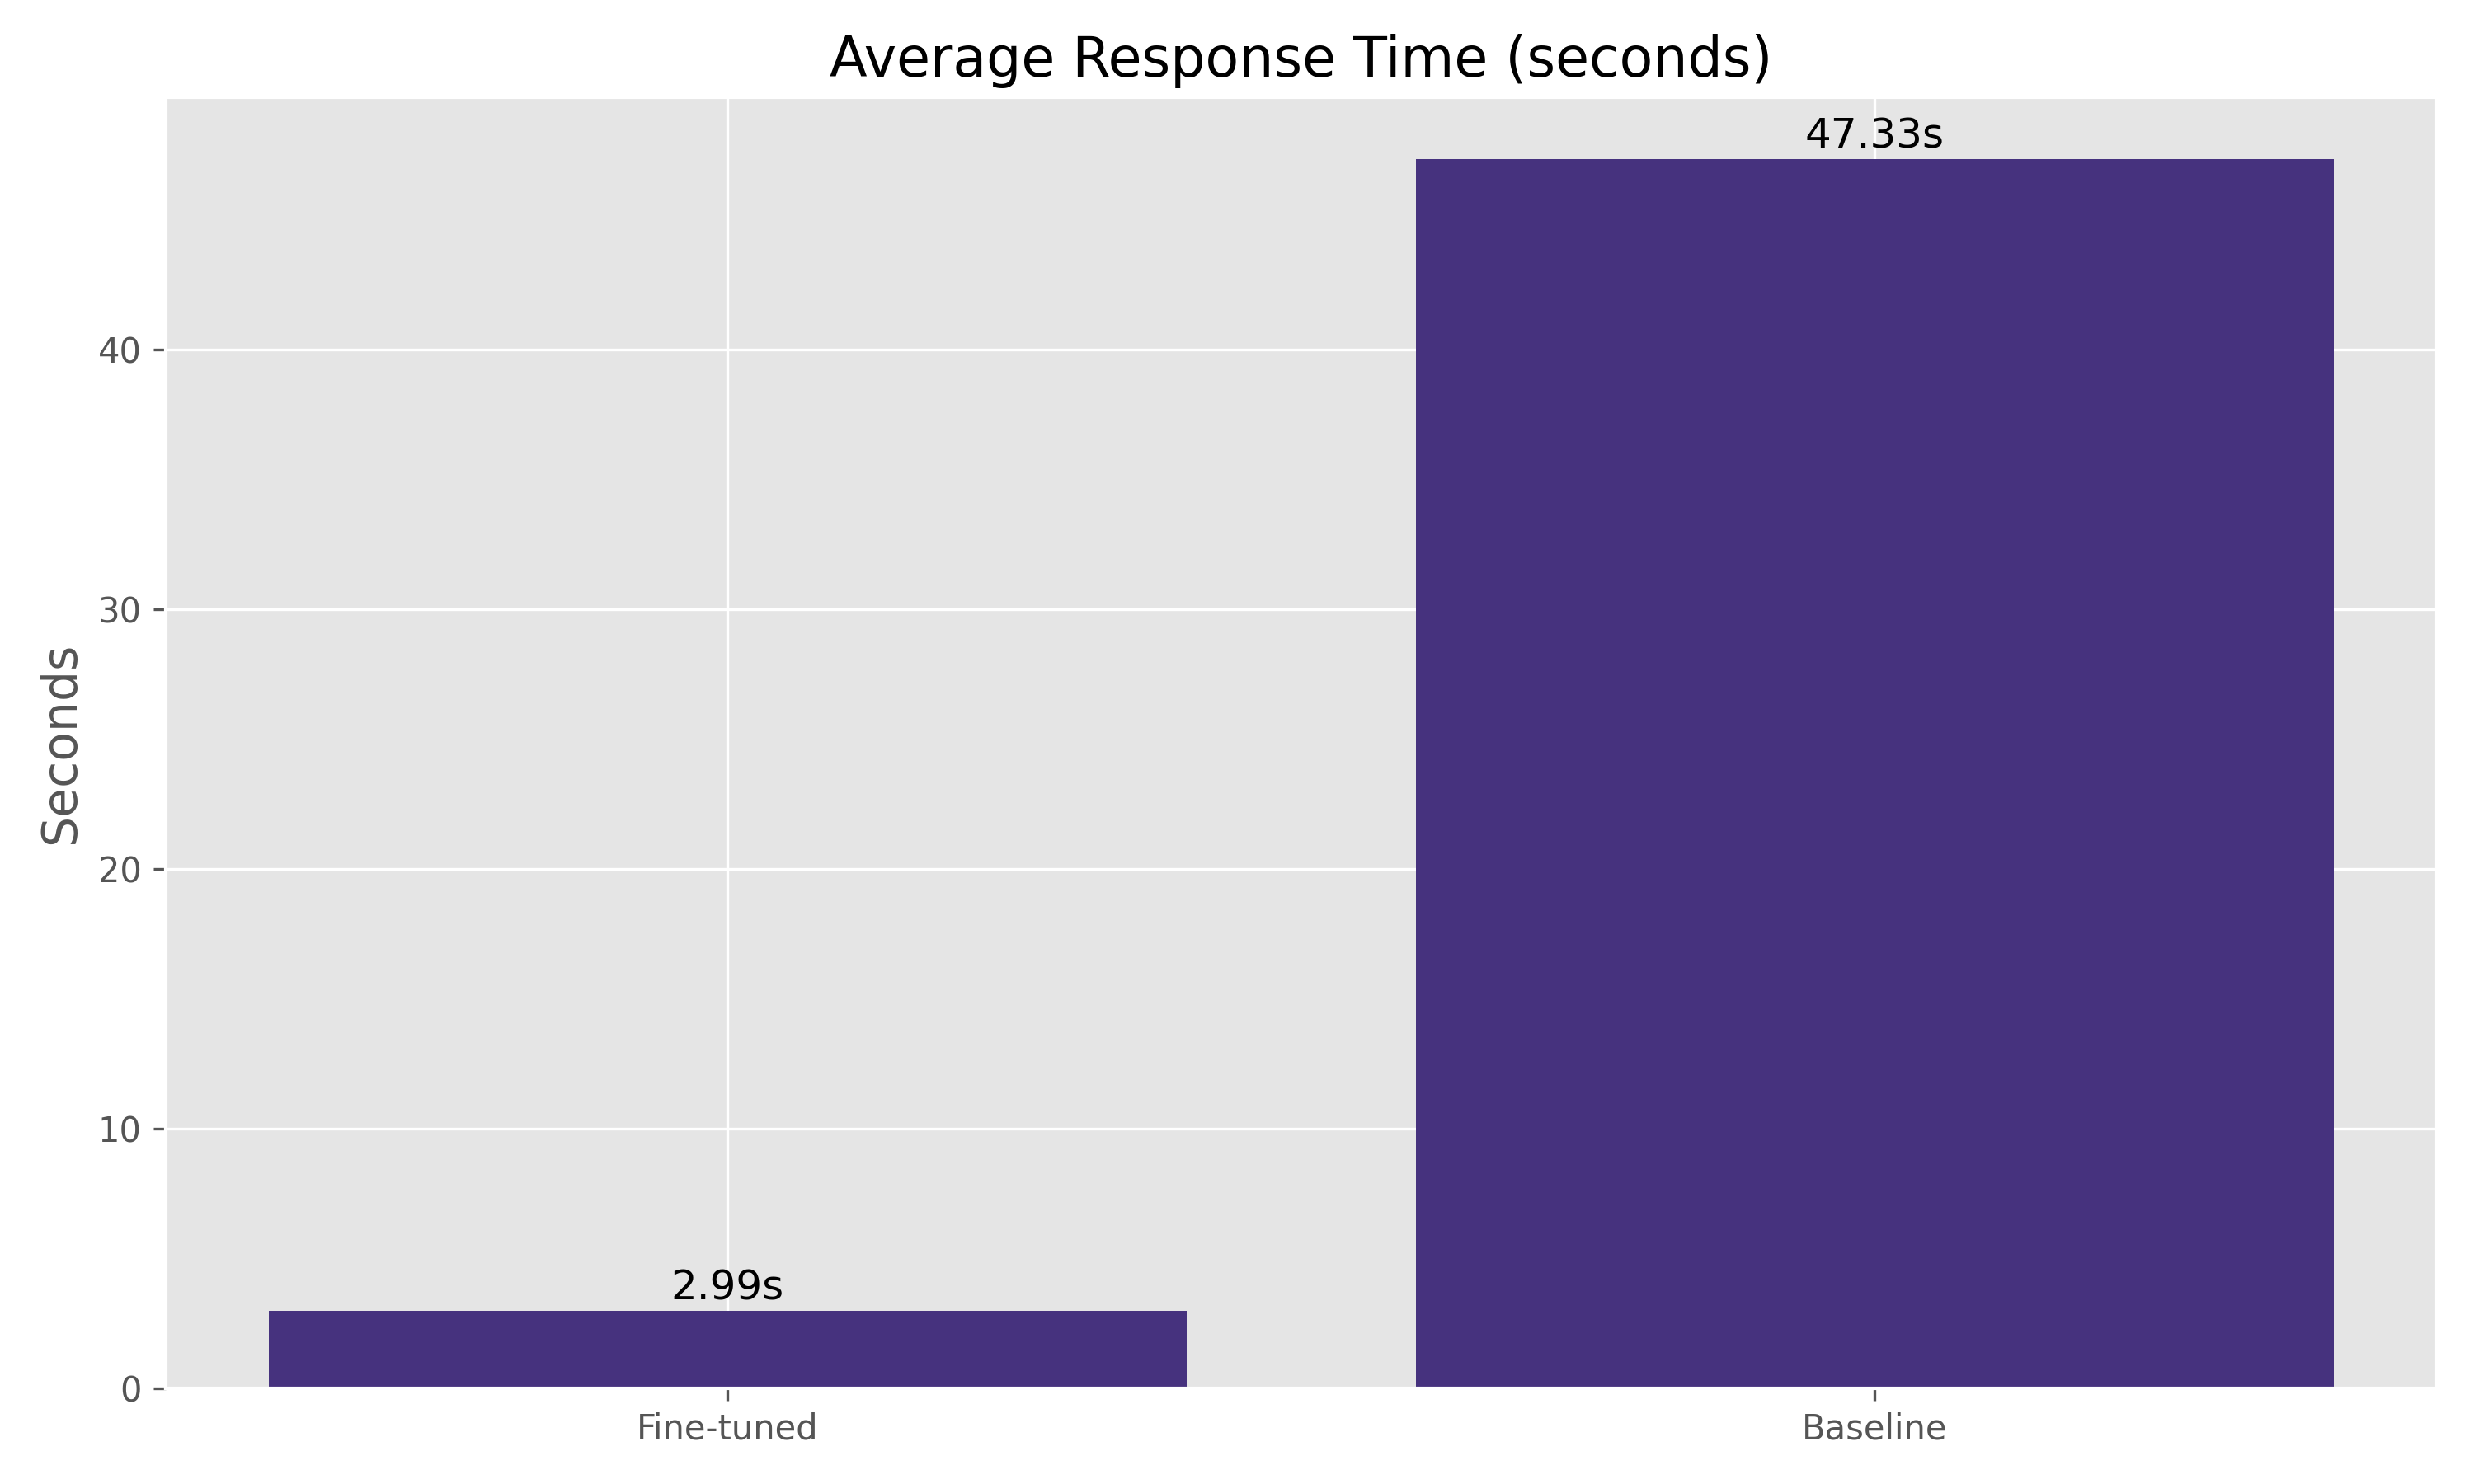 Average Response Time (seconds)
47.33s
40
30
Seconds
20
10
2.99s
0
Fine-tuned
Baseline